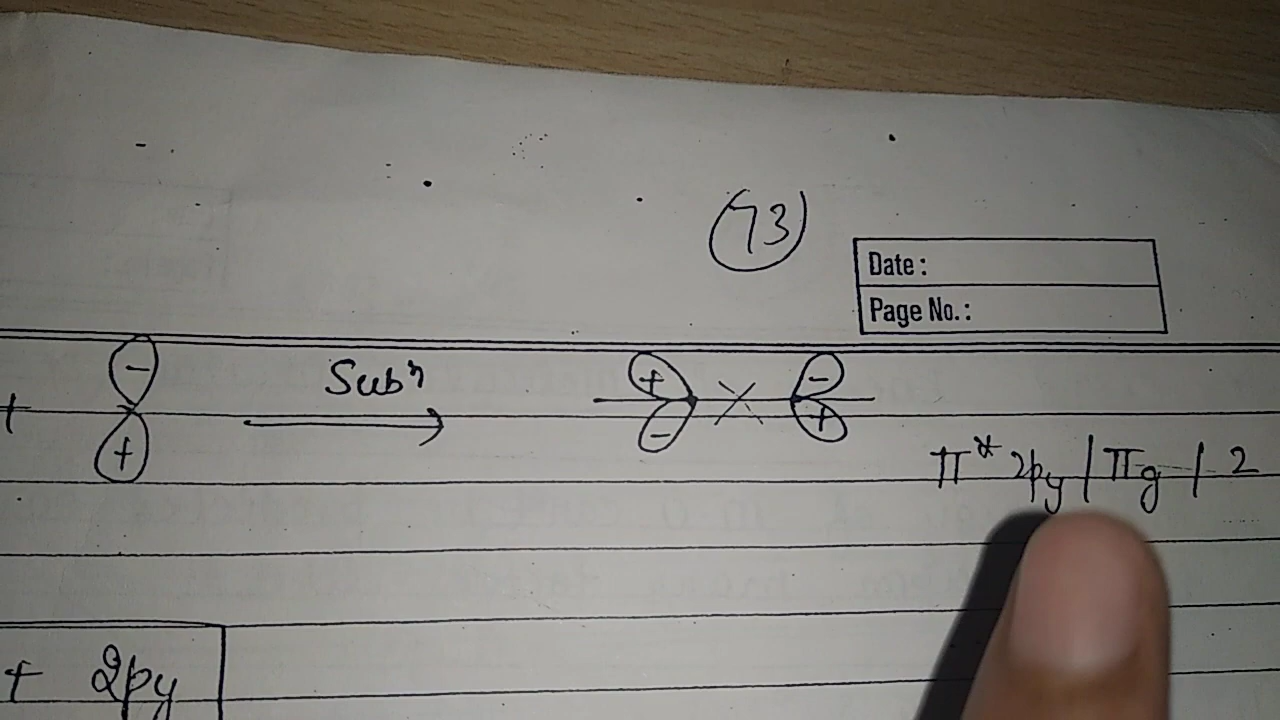 (73)
Date :
Page No. :
+ - + Subⁿ + - - +
π* 2py | πg | 2
+ 2py